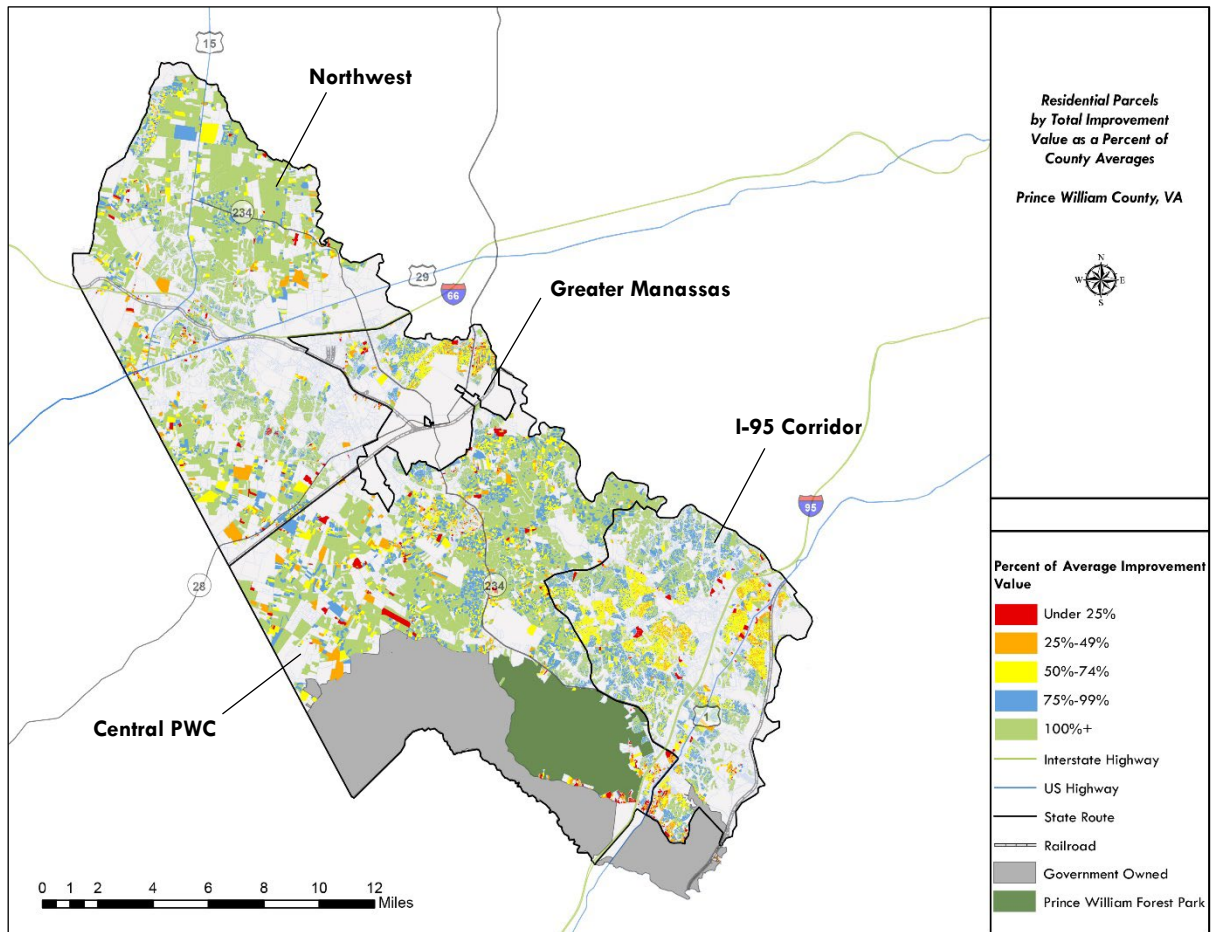 15
Northwest
234
29
66
Greater Manassas
I-95 Corridor
95
28
234
1
Central PWC
0 1 2 4 6 8 10 12
Miles
Residential Parcels
by Total Improvement
Value as a Percent of
County Averages
Prince William County, VA
N
W E
S
Percent of Average Improvement
Value
Under 25%
25%-49%
50%-74%
75%-99%
100%+
Interstate Highway
US Highway
State Route
Railroad
Government Owned
Prince William Forest Park